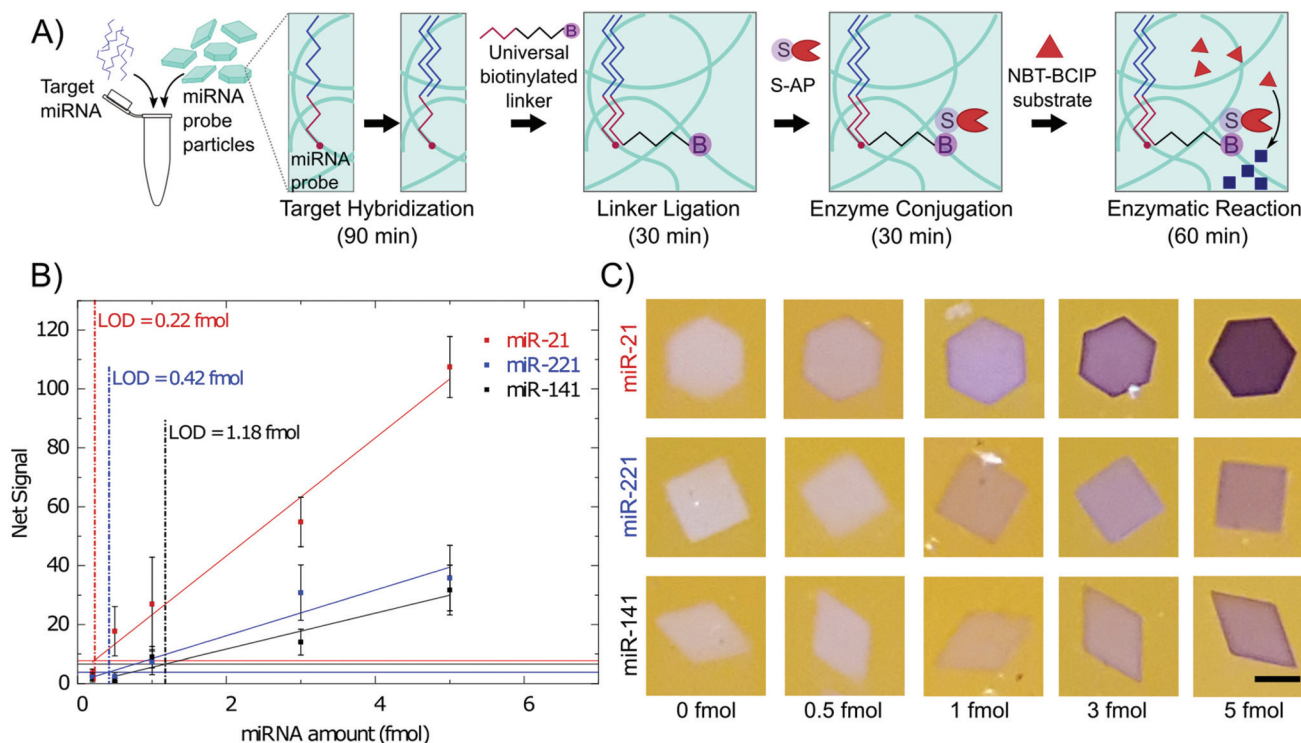 A)
Target
miRNA
miRNA
probe
particles
miRNA
probe
Target Hybridization
(90 min)
B
Universal
biotinylated
linker
B
Linker Ligation
(30 min)
S
S-AP
S
B
Enzyme Conjugation
(30 min)
NBT-BCIP
substrate
S
B
Enzymatic Reaction
(60 min)
B)
Net Signal
120
100
80
60
40
20
0
LOD = 0.22 fmol
LOD = 0.42 fmol
LOD = 1.18 fmol
miR-21
miR-221
miR-141
0 2 4 6
miRNA amount (fmol)
C)
miR-21
miR-221
miR-141
0 fmol 0.5 fmol 1 fmol 3 fmol 5 fmol